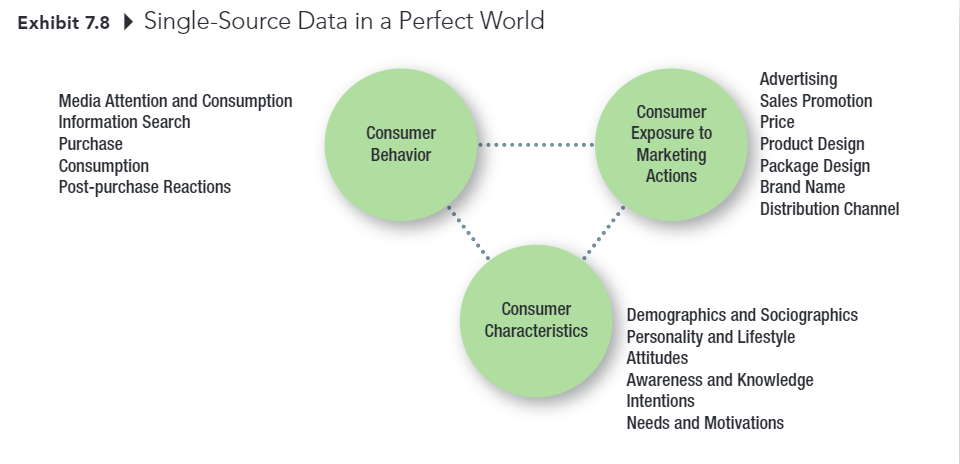 Exhibit 7.8 ▶ Single-Source Data in a Perfect World
Media Attention and Consumption
Information Search
Purchase
Consumption
Post-purchase Reactions
Consumer
Behavior
Consumer
Exposure to
Marketing
Actions
Advertising
Sales Promotion
Price
Product Design
Package Design
Brand Name
Distribution Channel
Consumer
Characteristics
Demographics and Sociographics
Personality and Lifestyle
Attitudes
Awareness and Knowledge
Intentions
Needs and Motivations